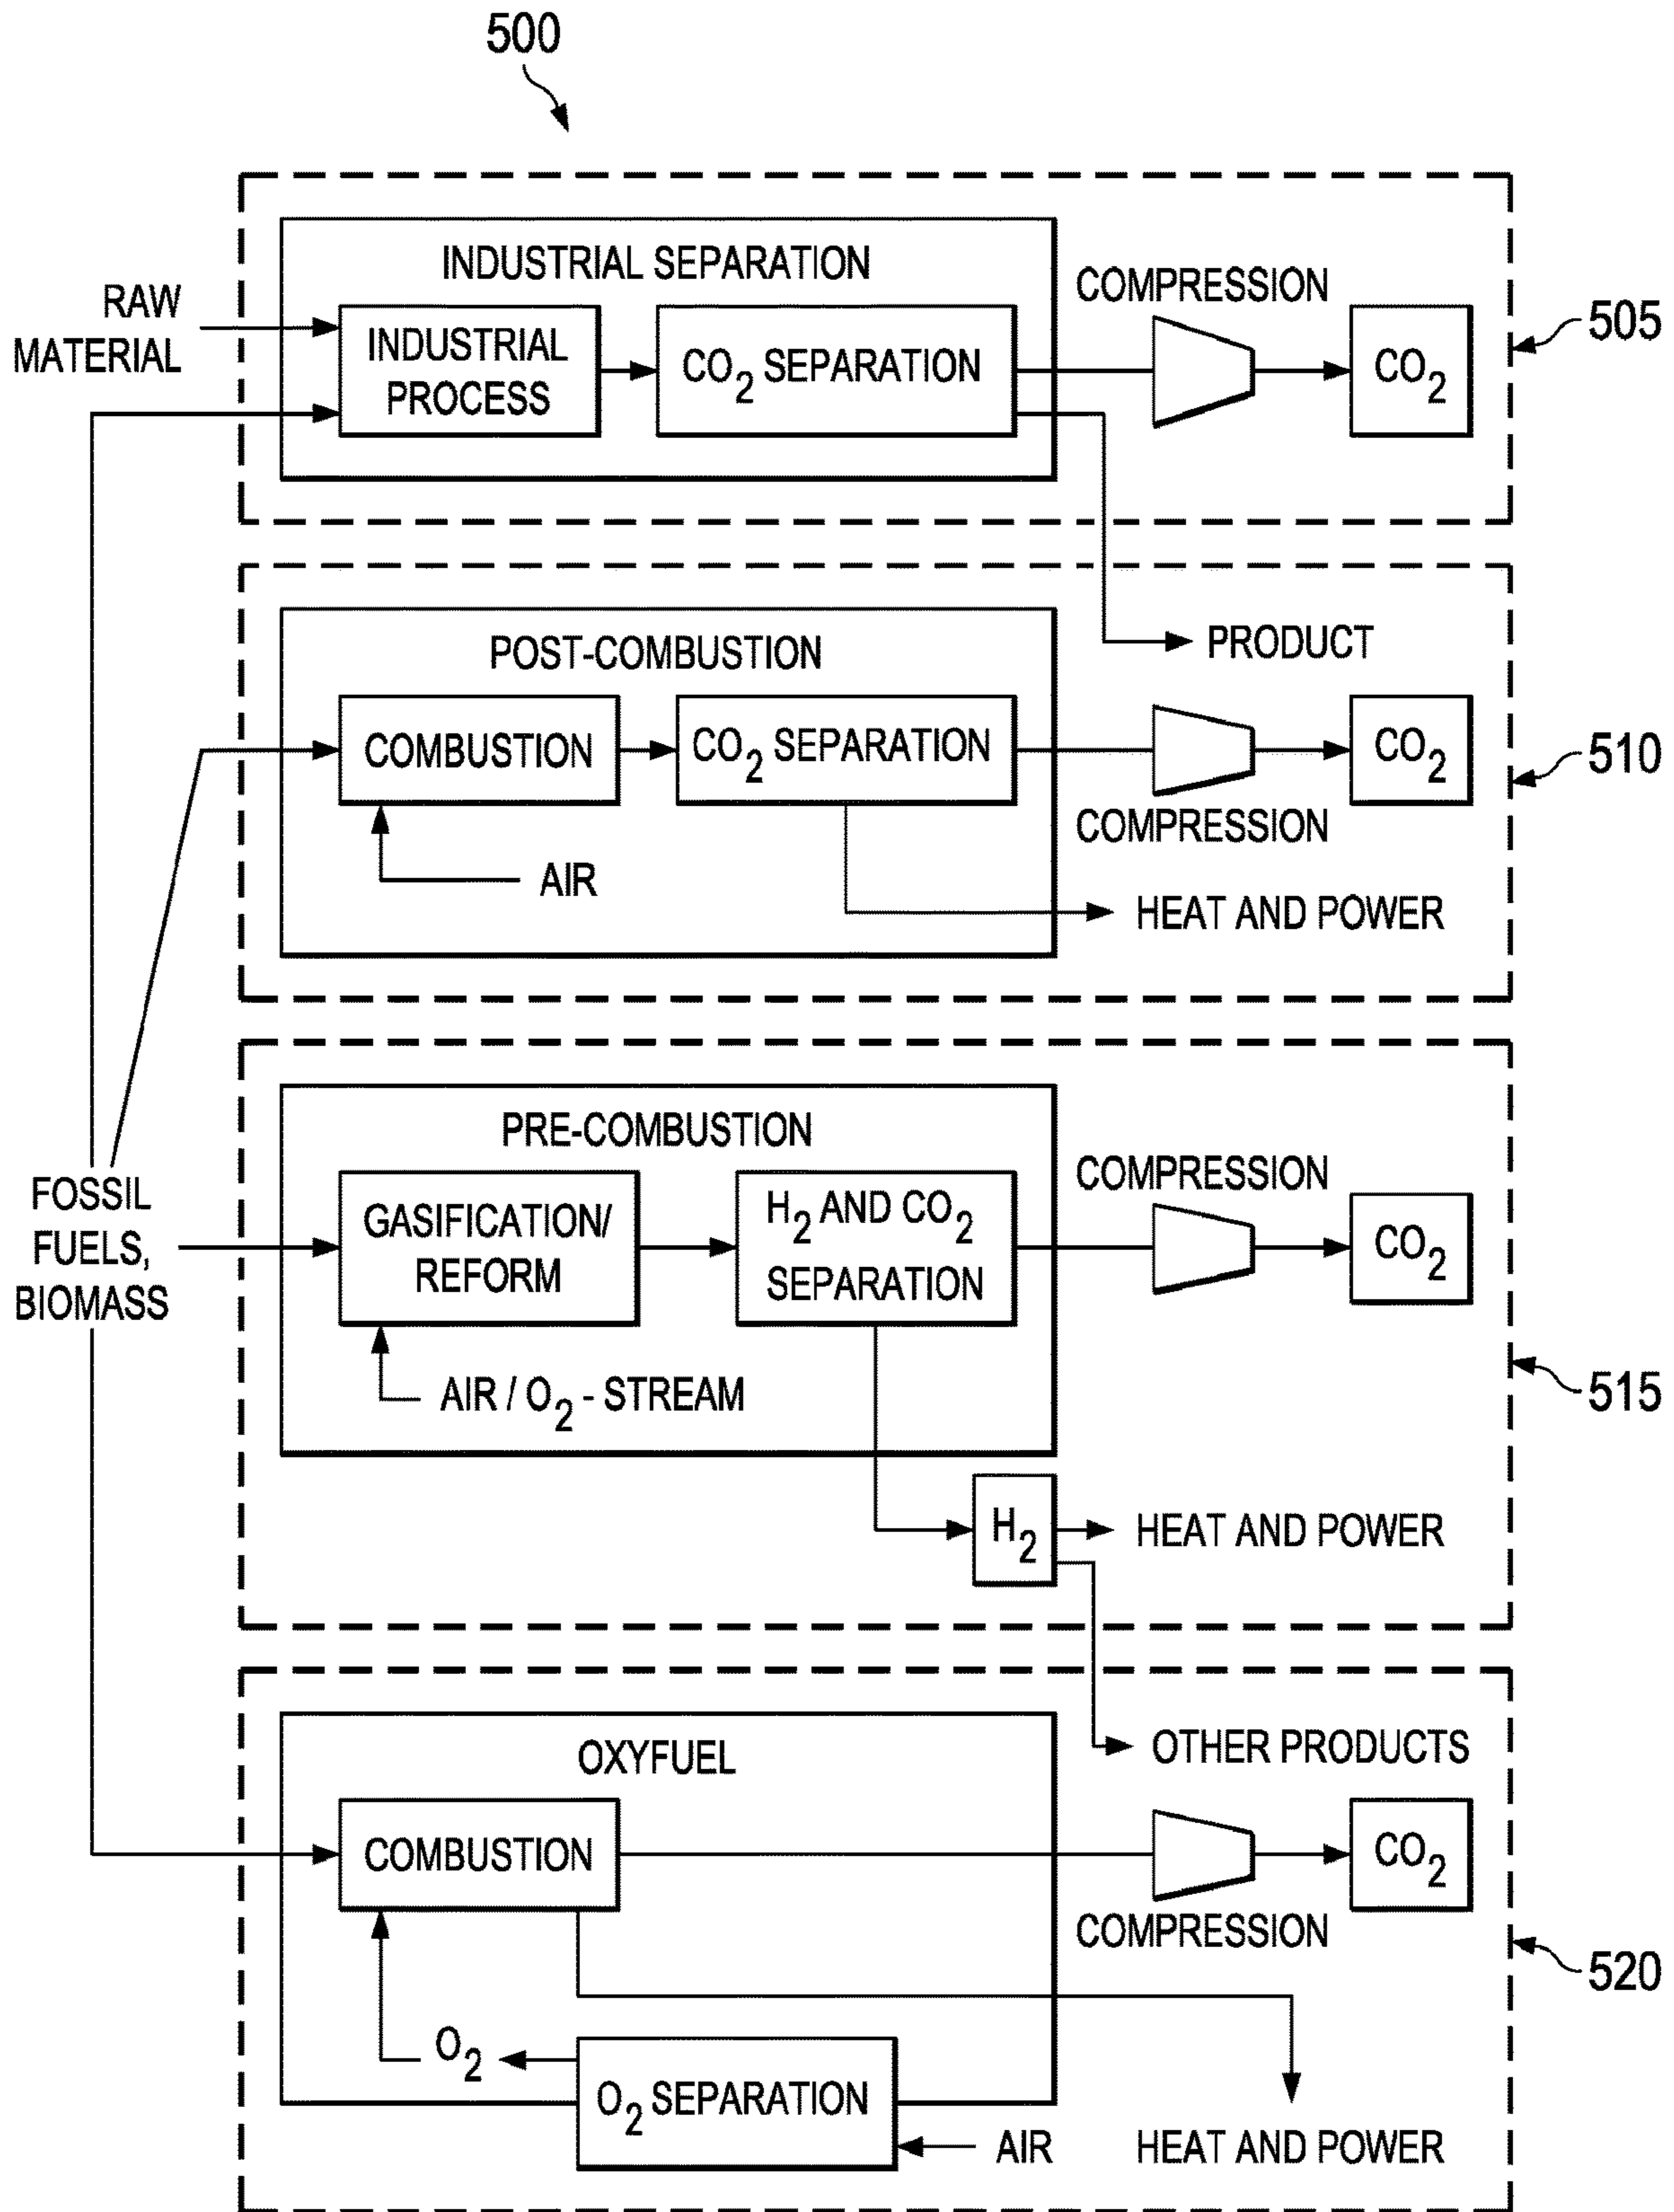 500
INDUSTRIAL SEPARATION
RAW
MATERIAL
INDUSTRIAL
PROCESS
CO2 SEPARATION
COMPRESSION
CO2
505
POST-COMBUSTION
PRODUCT
COMBUSTION
CO2 SEPARATION
COMPRESSION
CO2
510
AIR
HEAT AND POWER
PRE-COMBUSTION
FOSSIL
FUELS,
BIOMASS
GASIFICATION/
REFORM
H2 AND CO2
SEPARATION
COMPRESSION
CO2
515
AIR / O2 - STREAM
H2
HEAT AND POWER
OXYFUEL
OTHER PRODUCTS
COMBUSTION
COMPRESSION
CO2
520
O2
O2 SEPARATION
AIR
HEAT AND POWER